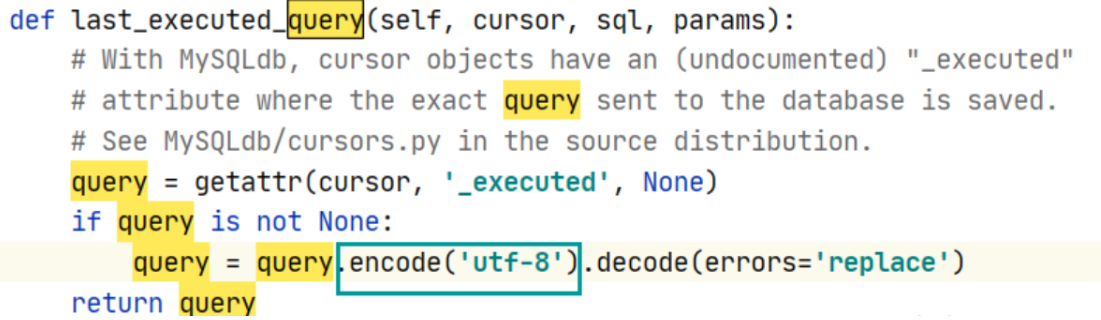 def last_executed_query(self, cursor, sql, params):
# With MySQLdb, cursor objects have an (undocumented) "_executed"
# attribute where the exact query sent to the database is saved.
# See MySQLdb/cursors.py in the source distribution.
query = getattr(cursor, '_executed', None)
if query is not None:
query = query.encode('utf-8').decode(errors='replace')
return query